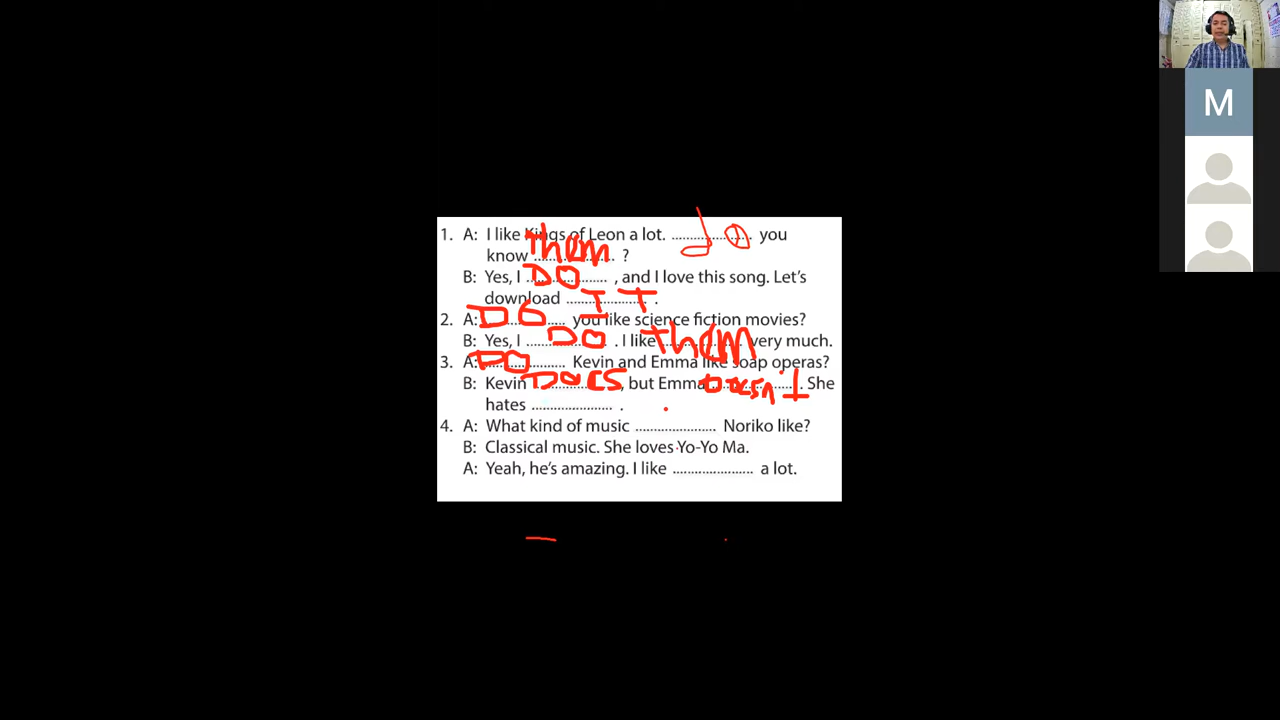 M
1. A: I like Kings of Leon a lot. do you
know them ?
B: Yes, I DO , and I love this song. Let's
download IT .
2. A: DO you like science fiction movies?
B: Yes, I DO . I like them very much.
3. A: DO Kevin and Emma like soap operas?
B: Kevin DOES , but Emma Doesnt . She
hates .................... .
4. A: What kind of music .................... Noriko like?
B: Classical music. She loves Yo-Yo Ma.
A: Yeah, he's amazing. I like .................... a lot.